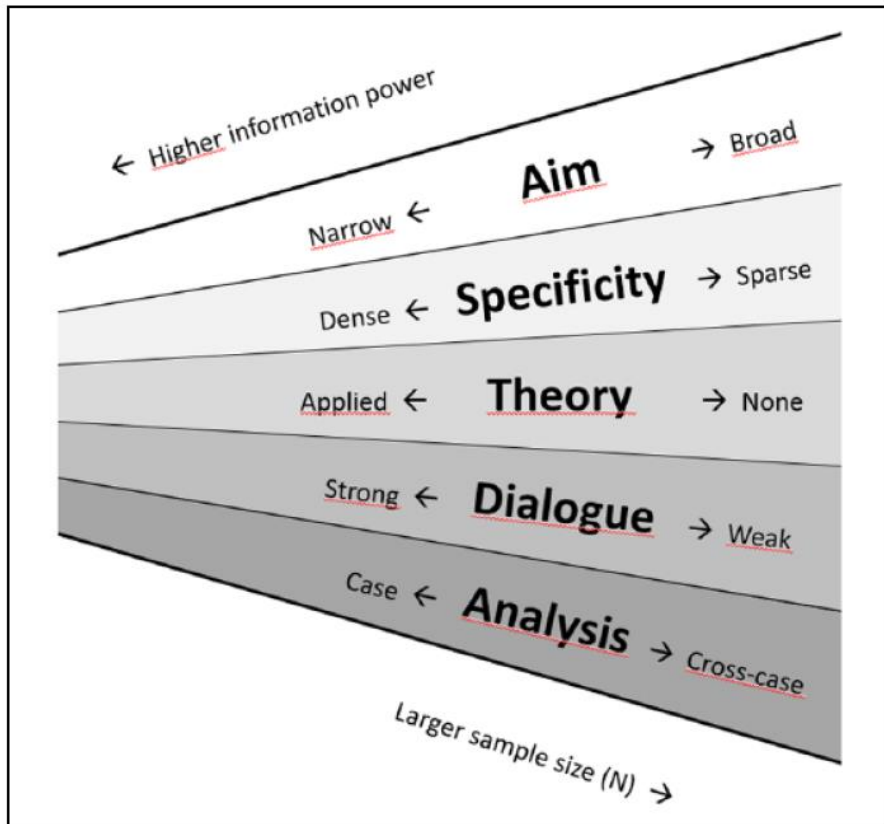 ← Higher information power
Narrow ← Aim → Broad
Dense ← Specificity → Sparse
Applied ← Theory → None
Strong ← Dialogue → Weak
Case ← Analysis → Cross-case
Larger sample size (N) →